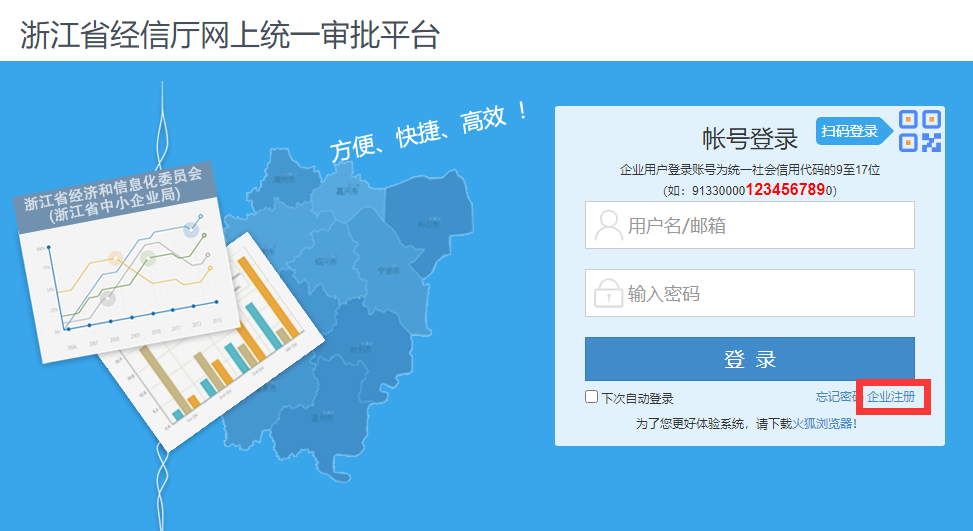 浙江省经信厅网上统一审批平台
方便、快捷、高效 ！
浙江省经济和信息化委员会
(浙江省中小企业局)
帐号登录
扫码登录
企业用户登录账号为统一社会信用代码的9至17位
(如：913300001234567890)
用户名/邮箱
输入密码
登 录
下次自动登录
忘记密码
企业注册
为了您更好体验系统，请下载火狐浏览器！